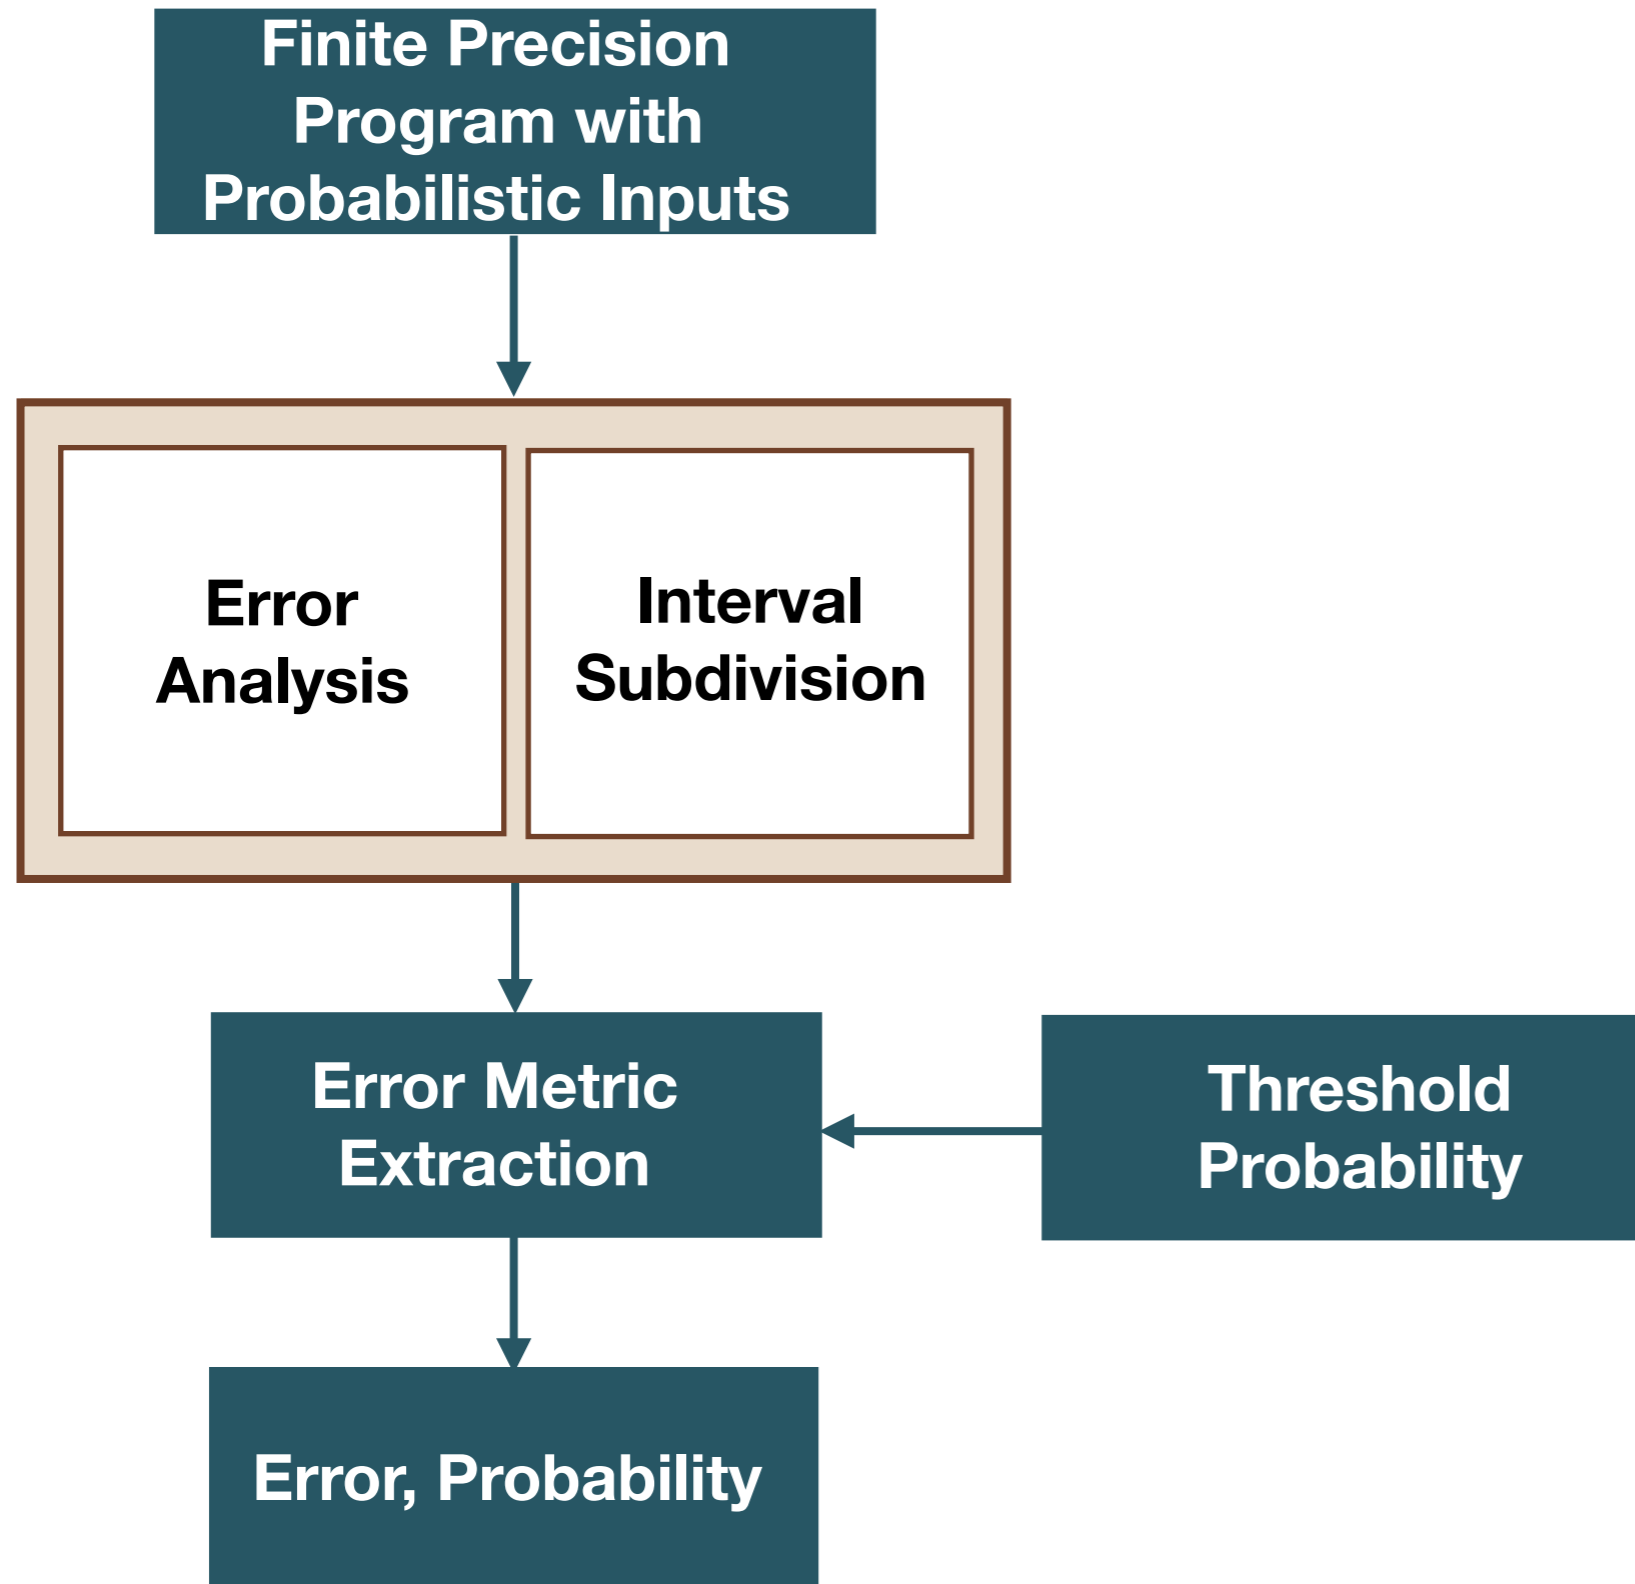 Finite Precision
Program with
Probabilistic Inputs
Error
Analysis
Interval
Subdivision
Error Metric
Extraction
Threshold
Probability
Error, Probability